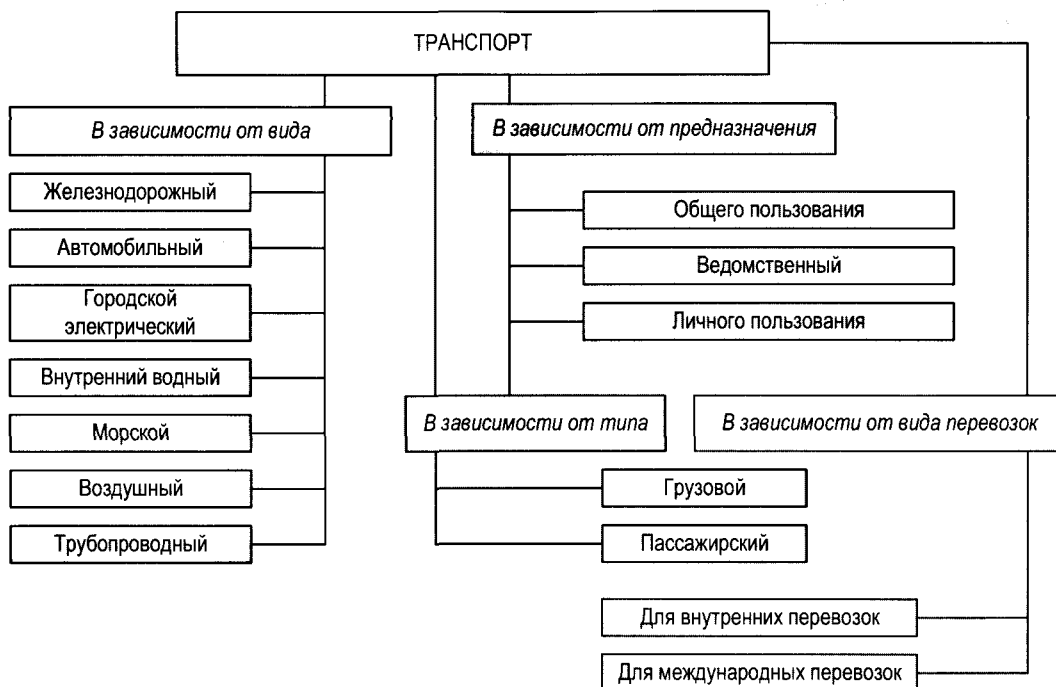 ТРАНСПОРТ
В зависимости от вида
Железнодорожный
Автомобильный
Городской
электрический
Внутренний водный
Морской
Воздушный
Трубопроводный
В зависимости от предназначения
Общего пользования
Ведомственный
Личного пользования
В зависимости от типа
Грузовой
Пассажирский
В зависимости от вида перевозок
Для внутренних перевозок
Для международных перевозок